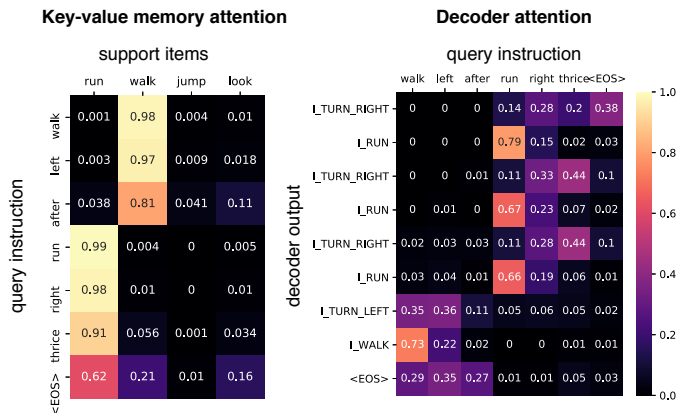 Key-value memory attention
support items
run walk jump look
query instruction
walk 0.001 0.98 0.004 0.01
left 0.003 0.97 0.009 0.018
after 0.038 0.81 0.041 0.11
run 0.99 0.004 0 0.005
right 0.98 0.01 0 0.01
thrice 0.91 0.056 0.001 0.034
<EOS> 0.62 0.21 0.01 0.16
Decoder attention
query instruction
walk left after run right thrice <EOS>
decoder output
I_TURN_RIGHT 0 0 0 0.14 0.28 0.2 0.38
I_RUN 0 0 0 0.79 0.15 0.02 0.03
I_TURN_RIGHT 0 0 0.01 0.11 0.33 0.44 0.1
I_RUN 0 0.01 0 0.67 0.23 0.07 0.02
I_TURN_RIGHT 0.02 0.03 0.03 0.11 0.28 0.44 0.1
I_RUN 0.03 0.04 0.01 0.66 0.19 0.06 0.01
I_TURN_LEFT 0.35 0.36 0.11 0.05 0.06 0.05 0.02
I_WALK 0.73 0.22 0.02 0 0 0.01 0.01
<EOS> 0.29 0.35 0.27 0.01 0.01 0.05 0.03
1.0
0.8
0.6
0.4
0.2
0.0